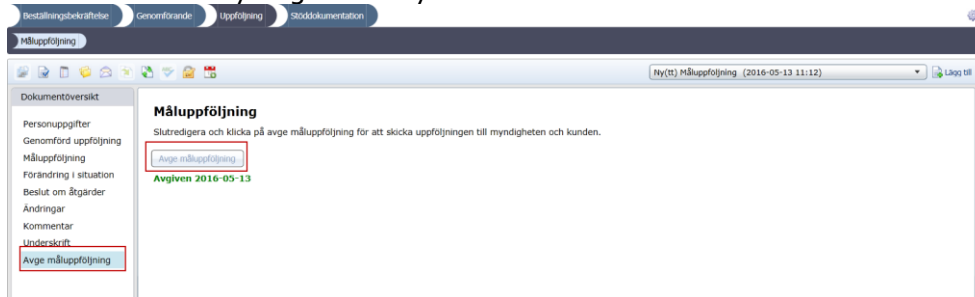 Beställningsbekräftelse Genomförande Uppföljning Stöddokumentation
Måluppföljning
Ny(tt) Måluppföljning (2016-05-13 11:12) Lägg till
Dokumentöversikt
Personuppgifter
Genomförd uppföljning
Måluppföljning
Förändring i situation
Beslut om åtgärder
Ändringar
Kommentar
Underskrift
Avge måluppföljning
Måluppföljning
Slutredigera och klicka på avge måluppföljning för att skicka uppföljningen till myndigheten och kunden.
Avge måluppföljning
Avgiven 2016-05-13